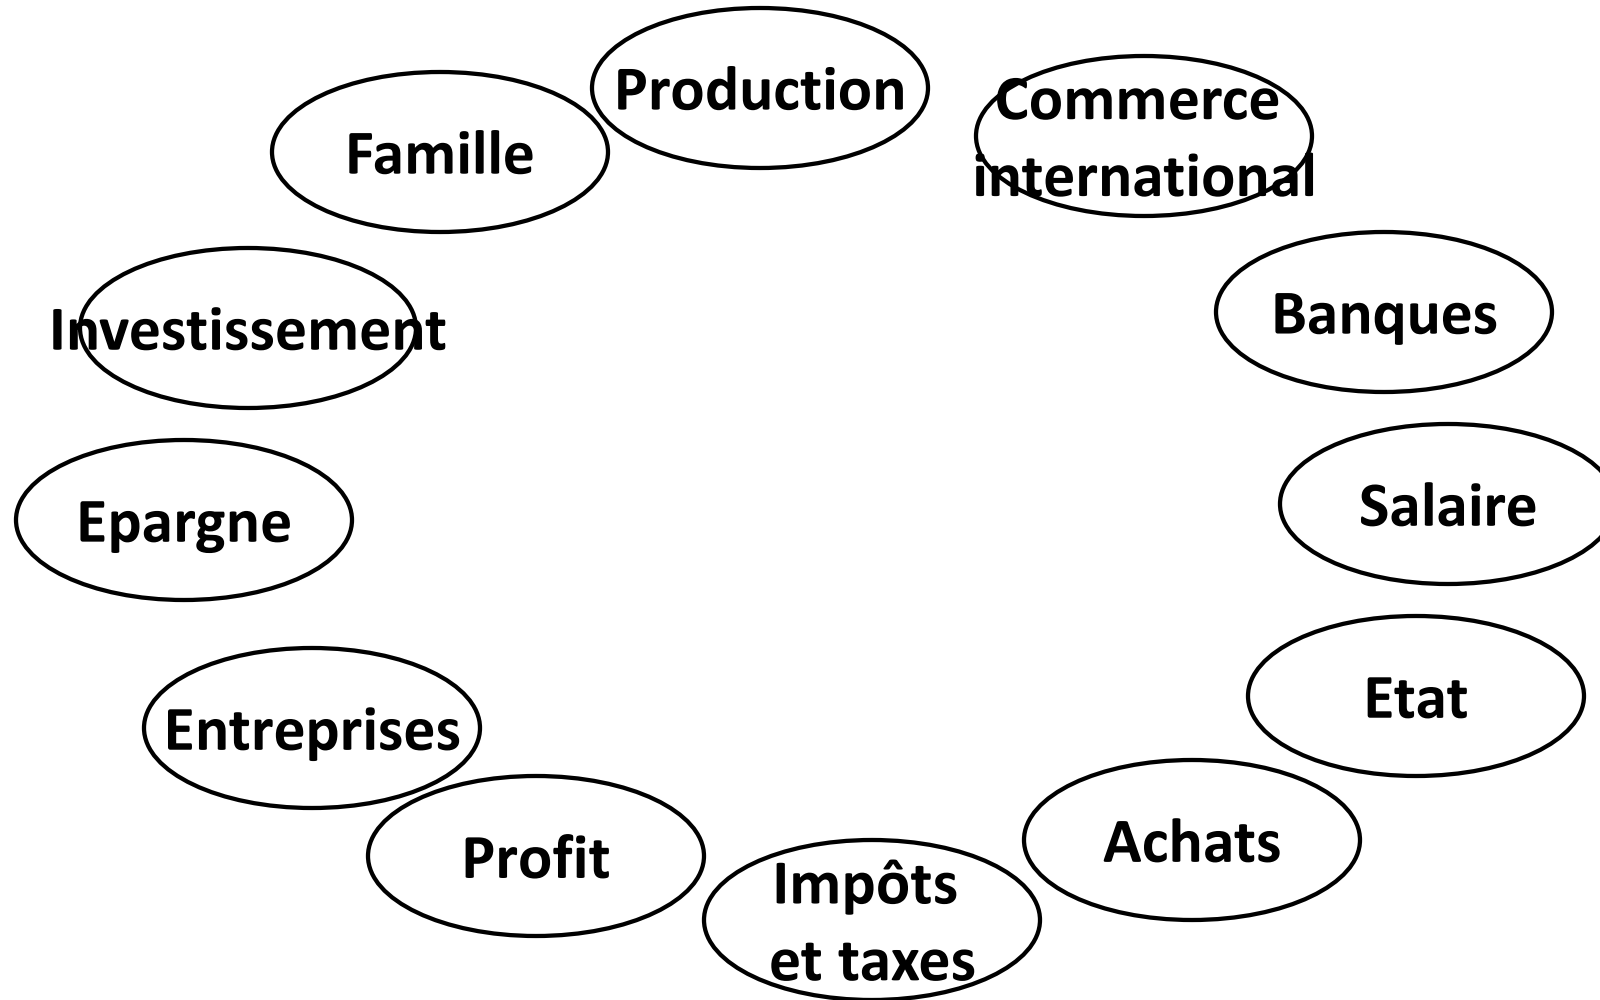 Production
Commerce
international
Famille
Banques
Investissement
Salaire
Epargne
Etat
Entreprises
Achats
Profit
Impôts
et taxes